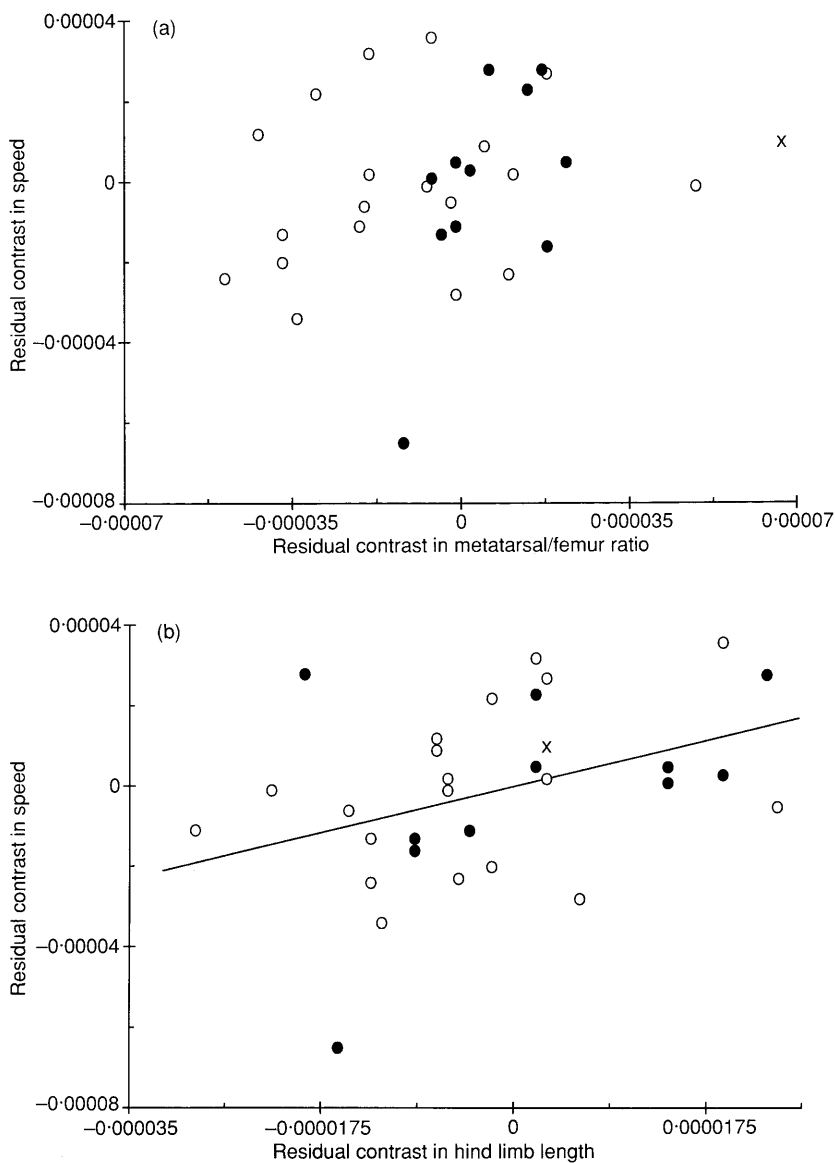 (a)
0·00004
0
−0·00004
−0·00008
Residual contrast in speed
X
−0·00007
−0·000035
0
0·000035
0·00007
Residual contrast in metatarsal/femur ratio
(b)
0·00004
0
−0·00004
−0·00008
Residual contrast in speed
X
−0·000035
−0·0000175
0
0·0000175
Residual contrast in hind limb length